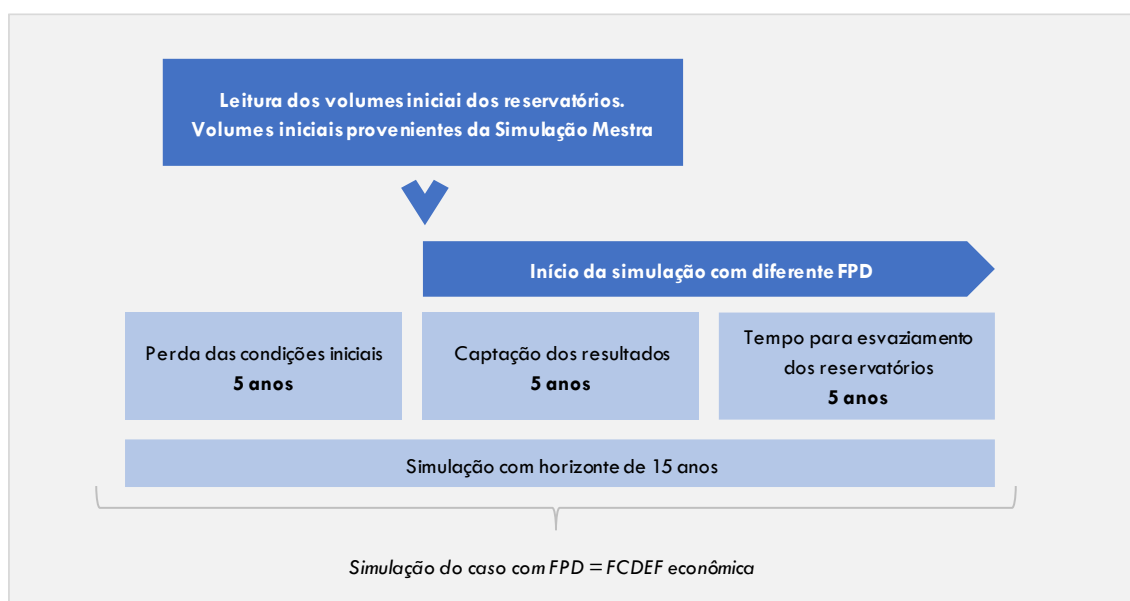 Leitura dos volumes iniciai dos reservatórios.
Volumes iniciais provenientes da Simulação Mestra
Início da simulação com diferente FPD
Perda das condições iniciais
5 anos
Captação dos resultados
5 anos
Tempo para esvaziamento
dos reservatórios
5 anos
Simulação com horizonte de 15 anos
Simulação do caso com FPD = FCDEF econômica